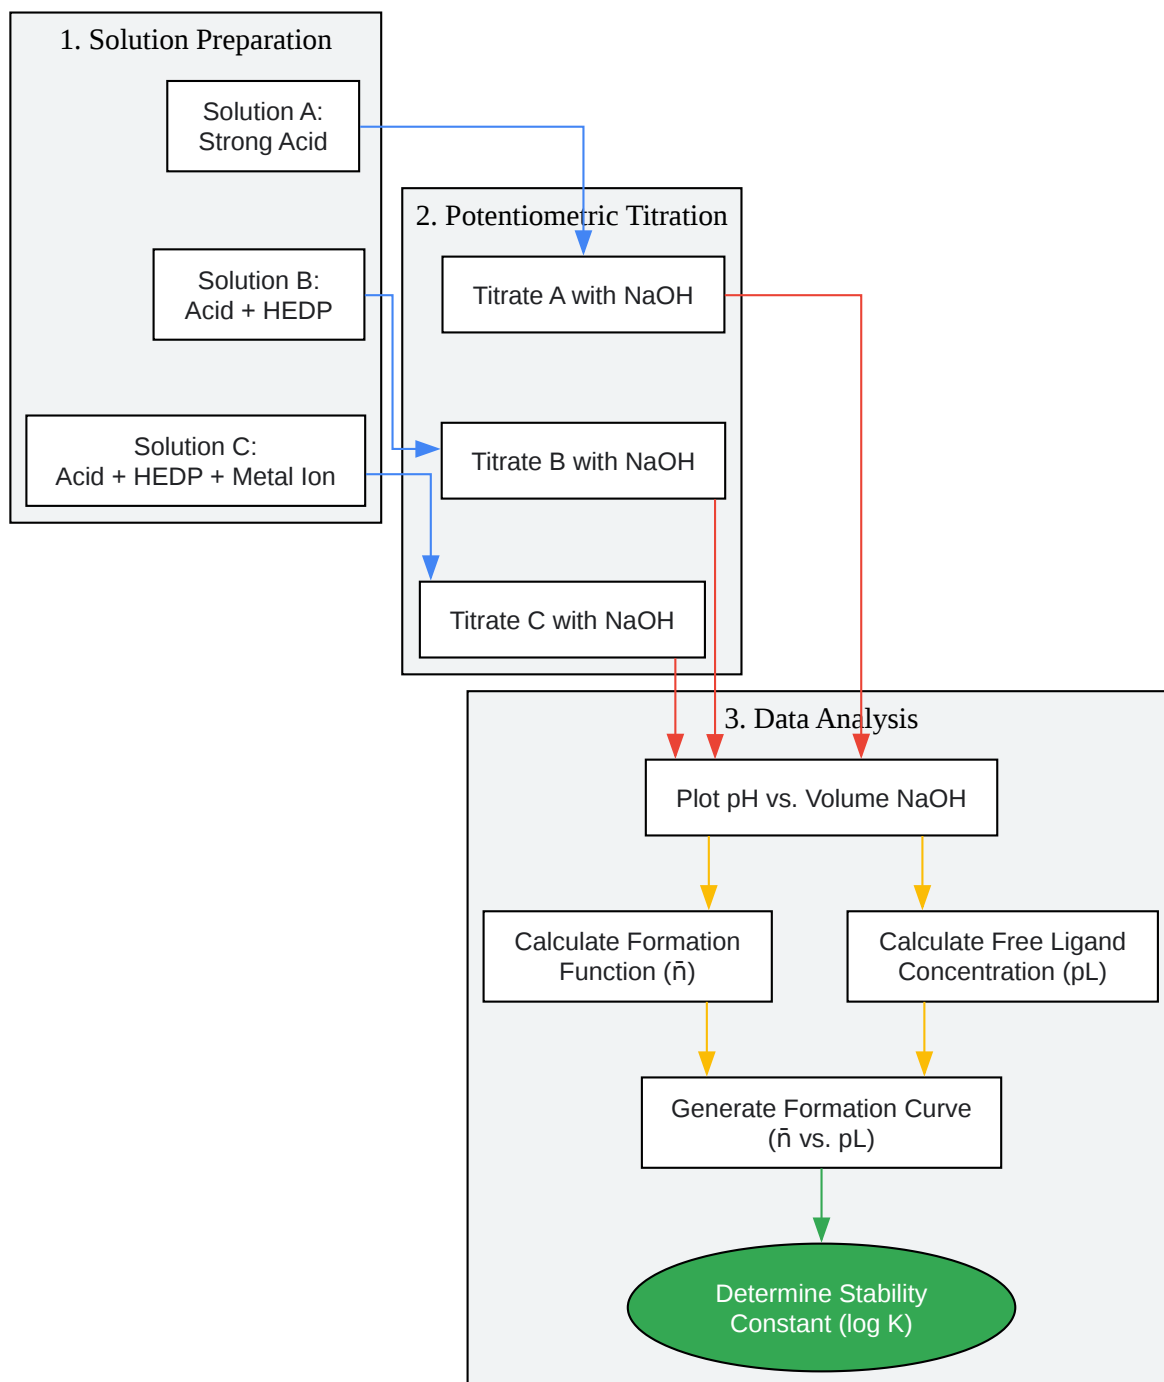 1. Solution Preparation
Solution A:
Strong Acid
Solution B:
Acid + HEDP
Solution C:
Acid + HEDP + Metal Ion
2. Potentiometric Titration
Titrate A with NaOH
Titrate B with NaOH
Titrate C with NaOH
3. Data Analysis
Plot pH vs. Volume NaOH
Calculate Formation
Function (n̄)
Calculate Free Ligand
Concentration (pL)
Generate Formation Curve
(n̄ vs. pL)
Determine Stability
Constant (log K)